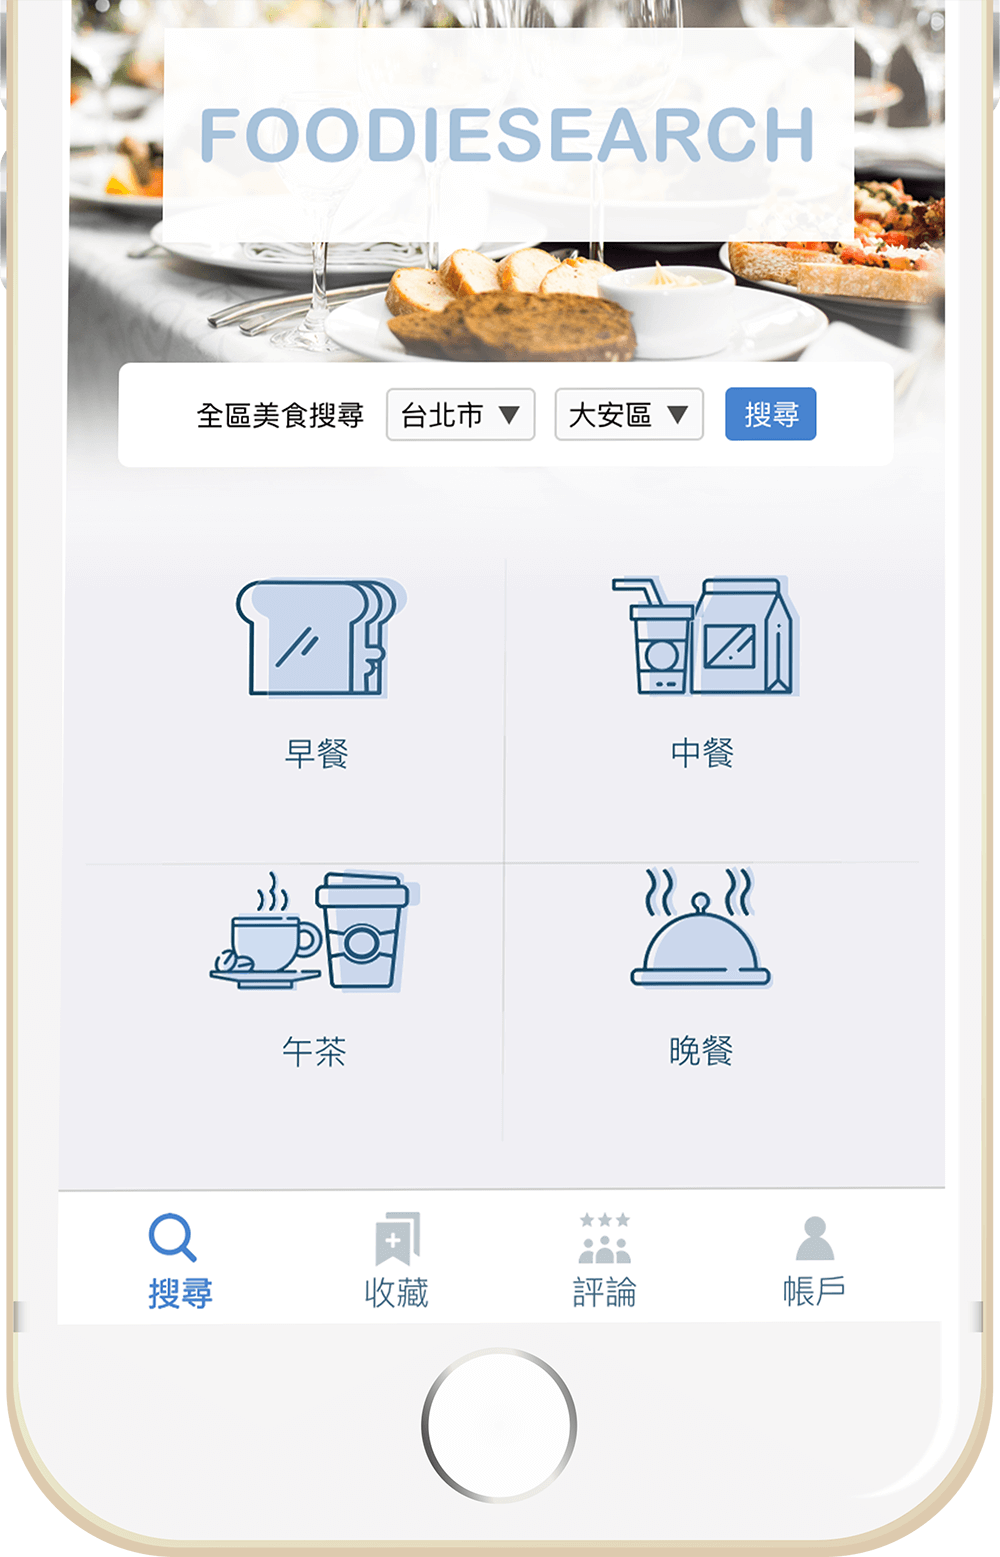 FOODIESEARCH
全區美食搜尋 台北市 ▼ 大安區 ▼ 搜尋
早餐 中餐
午茶 晚餐
搜尋 收藏 評論 帳戶